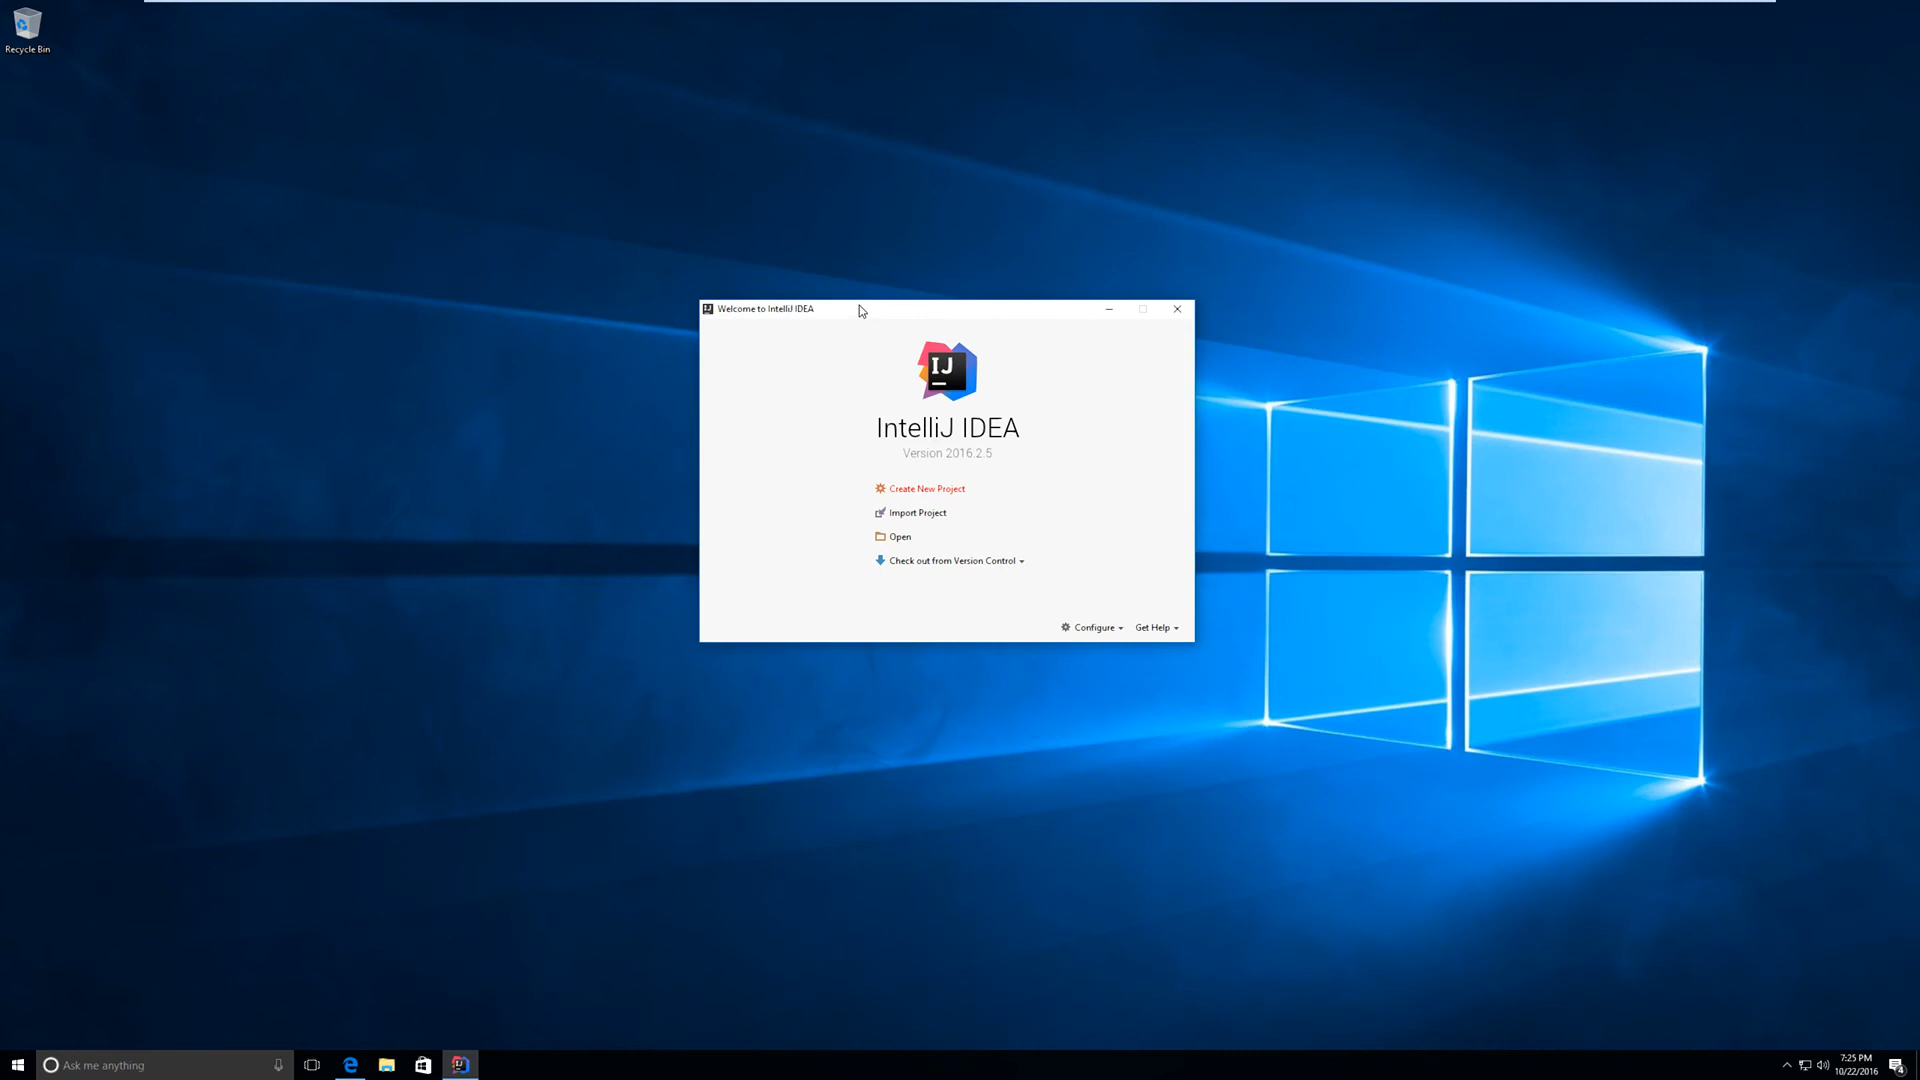 Recycle Bin
Welcome to IntelliJ IDEA
IJ
IntelliJ IDEA
Version 2016.2.5
Create New Project
Import Project
Open
Check out from Version Control
Configure
Get Help
Ask me anything
7:25 PM
10/22/2016
4